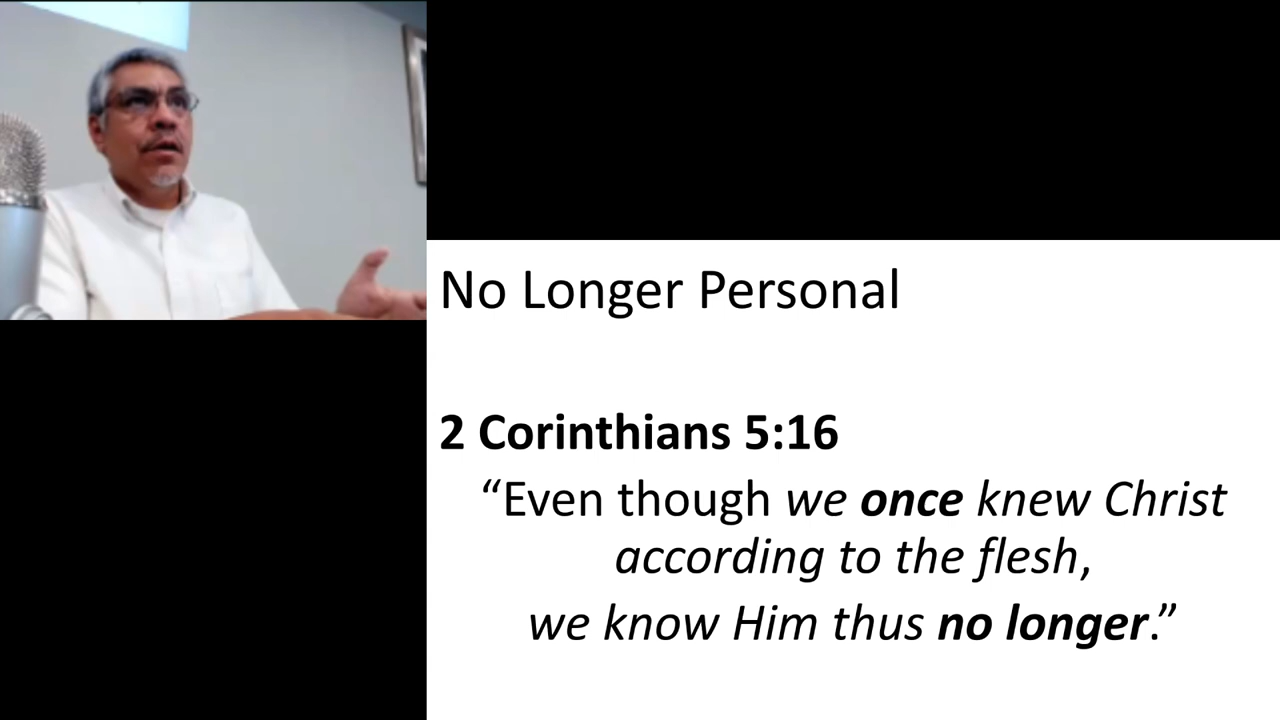 No Longer Personal
2 Corinthians 5:16
“Even though we once knew Christ
according to the flesh,
we know Him thus no longer.”